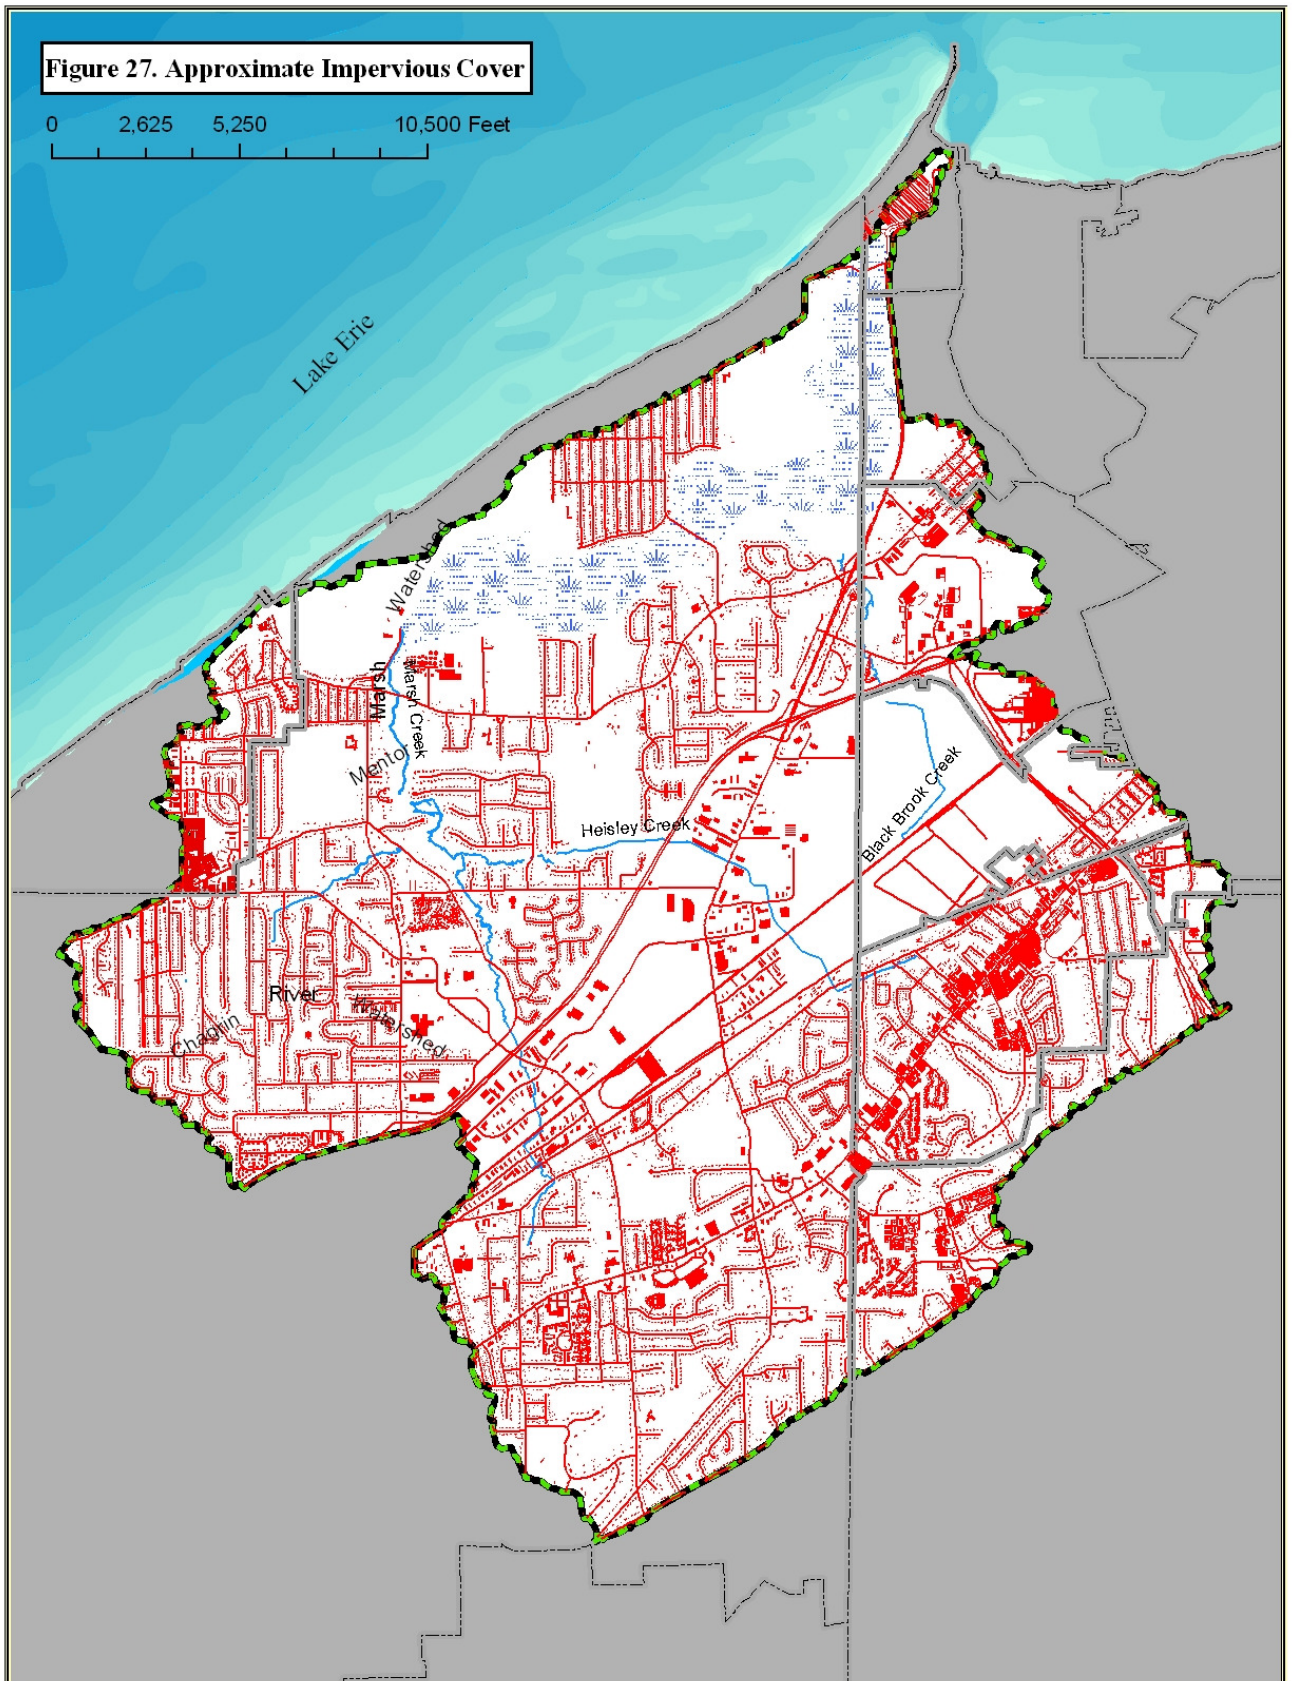 Figure 27. Approximate Impervious Cover
0 2,625 5,250 10,500 Feet
Lake Erie
Watershed
Marsh
Marsh Creek
Mentor
Heisley Creek
Black Brook Creek
River
Chagrin
Watershed